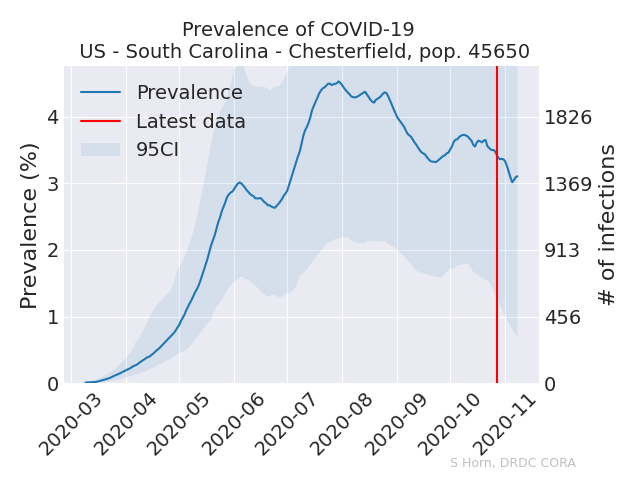 Prevalence of COVID-19
US - South Carolina - Chesterfield, pop. 45650
Prevalence
Latest data
95CI
Prevalence (%)
4
3
2
1
0
1826
1369
913
456
0
# of infections
2020-03
2020-04
2020-05
2020-06
2020-07
2020-08
2020-09
2020-10
2020-11
S Horn, DRDC CORA